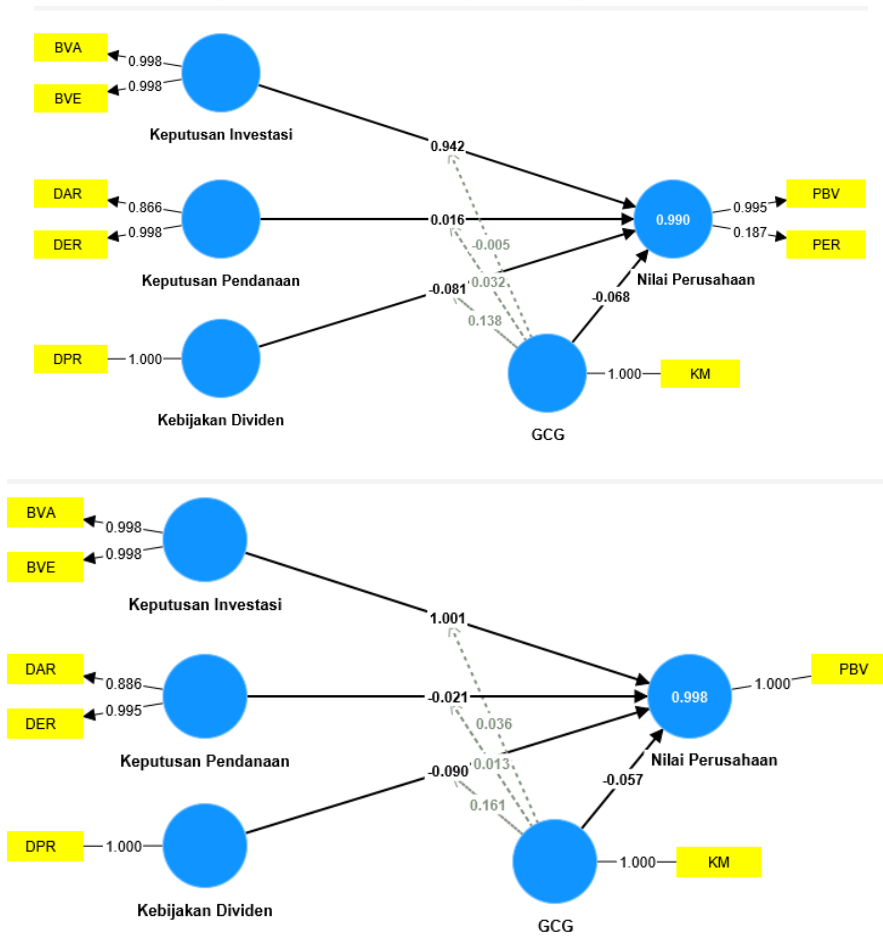 BVA
0.998
BVE
0.998
Keputusan Investasi
0.942
DAR
0.866
DER
0.998
Keputusan Pendanaan
0.016
-0.005
0.990
Nilai Perusahaan
PBV
0.995
PER
0.187
-0.081
0.032
0.138
-0.068
DPR
1.000
Kebijakan Dividen
GCG
1.000
KM
BVA
0.998
BVE
0.998
Keputusan Investasi
1.001
DAR
0.886
DER
0.995
Keputusan Pendanaan
-0.021
0.036
0.998
Nilai Perusahaan
1.000
PBV
-0.090
0.013
0.161
-0.057
DPR
1.000
Kebijakan Dividen
GCG
1.000
KM